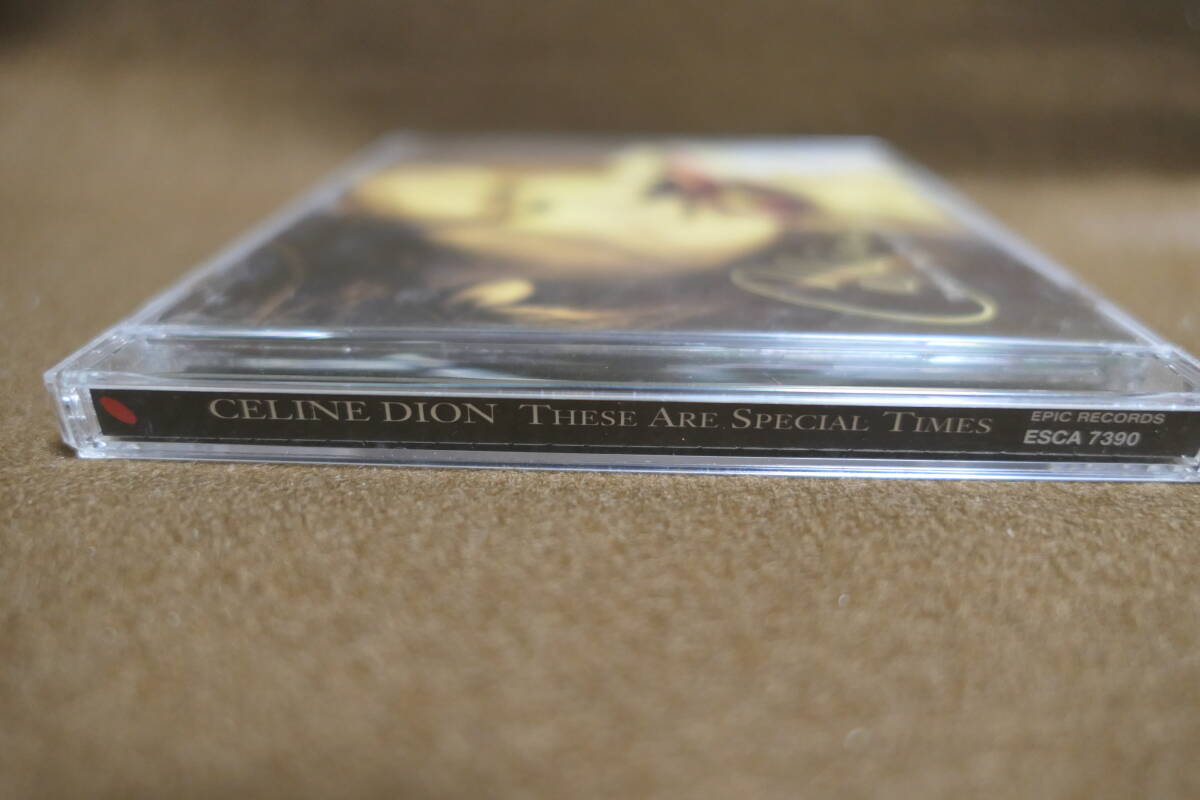 CELINE DION THESE ARE SPECIAL TIMES
EPIC RECORDS
ESCA 7390